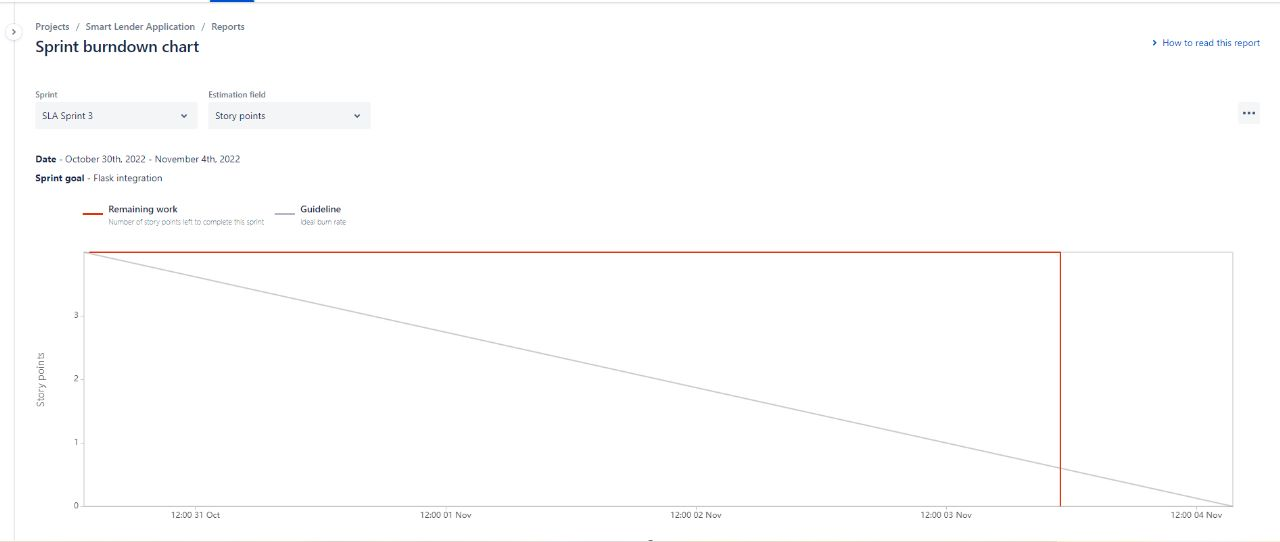 Projects / Smart Lender Application / Reports
Sprint burndown chart
How to read this report
Sprint
Estimation field
SLA Sprint 3
Story points
Date - October 30th, 2022 - November 4th, 2022
Sprint goal - Flask integration
Remaining work
Number of story points left to complete this sprint
Guideline
Ideal burn rate
Story points
3
2
1
0
12:00 31 Oct
12:00 01 Nov
12:00 02 Nov
12:00 03 Nov
12:00 04 Nov